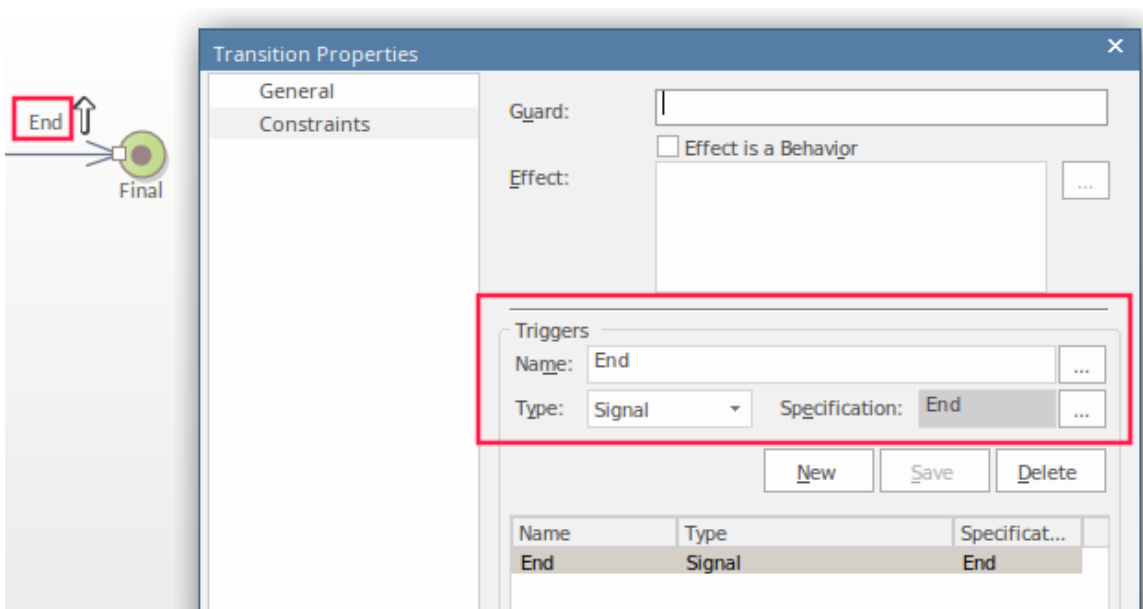 End
Final
Transition Properties
General
Constraints
Guard:
Effect is a Behavior
Effect:
...
Triggers
Name: End ...
Type: Signal Specification: End ...
New Save Delete
Name Type Specificat...
End Signal End